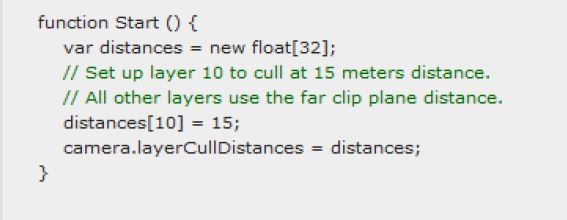 function Start () {
var distances = new float[32];
// Set up layer 10 to cull at 15 meters distance.
// All other layers use the far clip plane distance.
distances[10] = 15;
camera.layerCullDistances = distances;
}